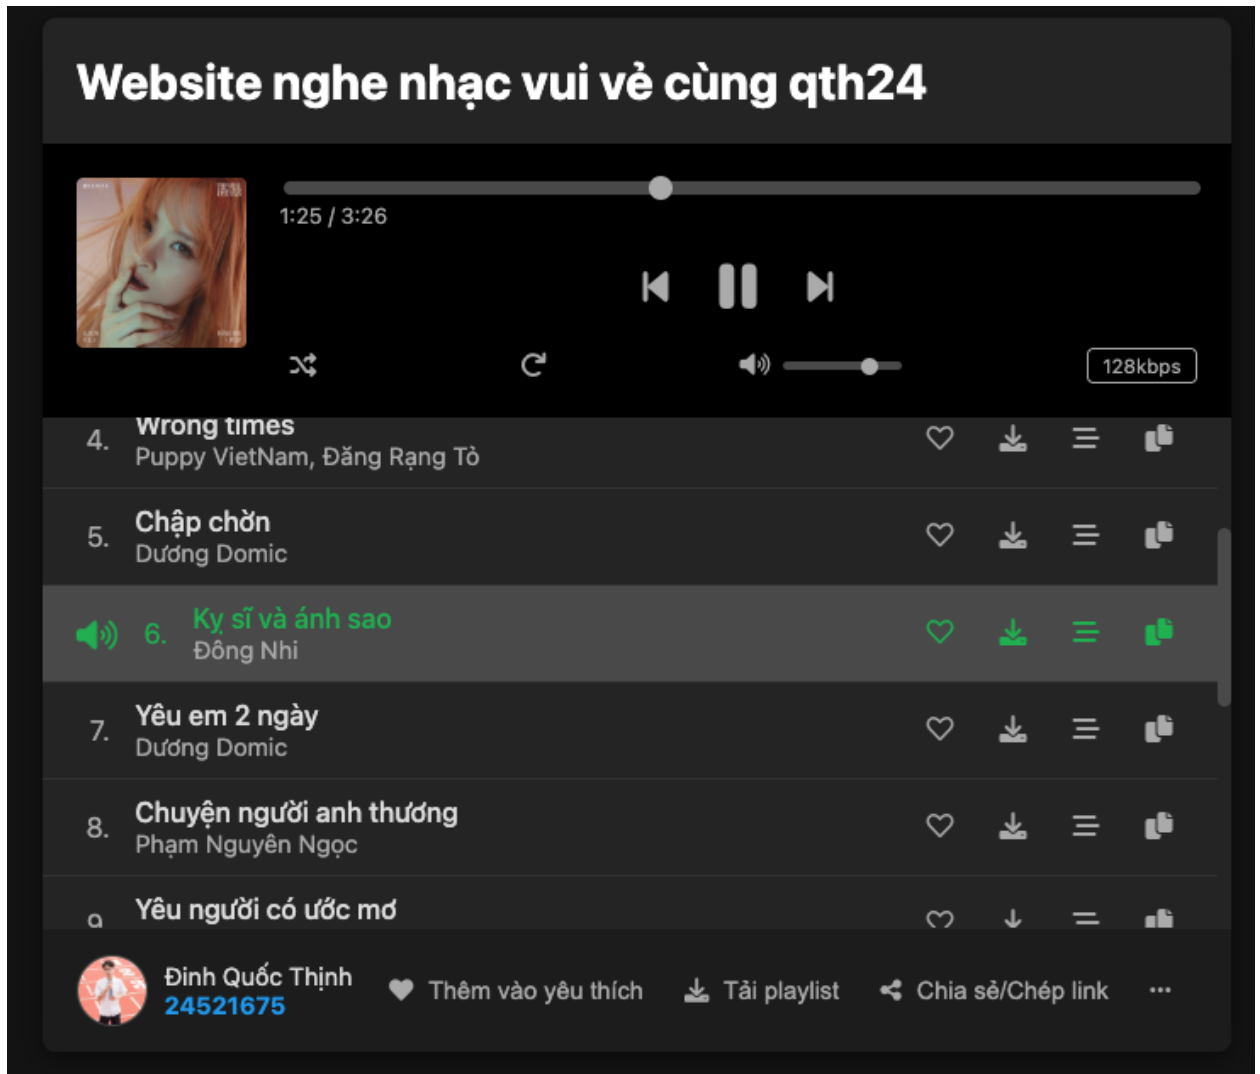 Website nghe nhạc vui vẻ cùng qth24
1:25 / 3:26
128kbps
4. Wrong times
Puppy VietNam, Đăng Rạng Tỏ
5. Chập chờn
Dương Domic
6. Kỵ sĩ và ánh sao
Đông Nhi
7. Yêu em 2 ngày
Dương Domic
8. Chuyện người anh thương
Phạm Nguyên Ngọc
9 Yêu người có ước mơ
Đinh Quốc Thịnh
24521675
Thêm vào yêu thích
Tải playlist
Chia sẻ/Chép link